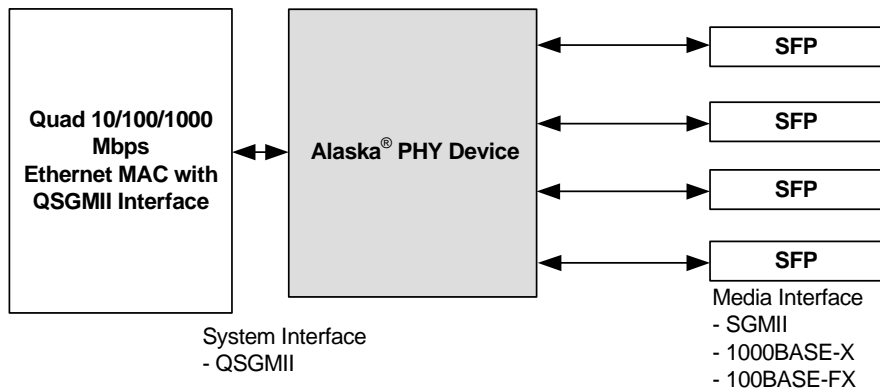 Quad 10/100/1000
Mbps
Ethernet MAC with
QSGMII Interface
Alaska® PHY Device
SFP
SFP
SFP
SFP
System Interface
- QSGMII
Media Interface
- SGMII
- 1000BASE-X
- 100BASE-FX